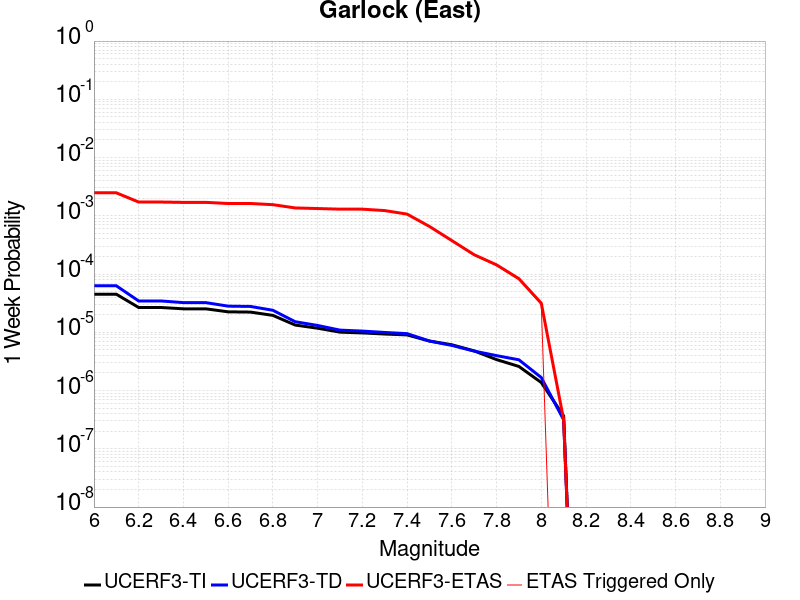 Garlock (East)
10^0
10^-1
10^-2
10^-3
10^-4
10^-5
10^-6
10^-7
10^-8
1 Week Probability
6 6.2 6.4 6.6 6.8 7 7.2 7.4 7.6 7.8 8 8.2 8.4 8.6 8.8 9
Magnitude
UCERF3-TI UCERF3-TD UCERF3-ETAS ETAS Triggered Only